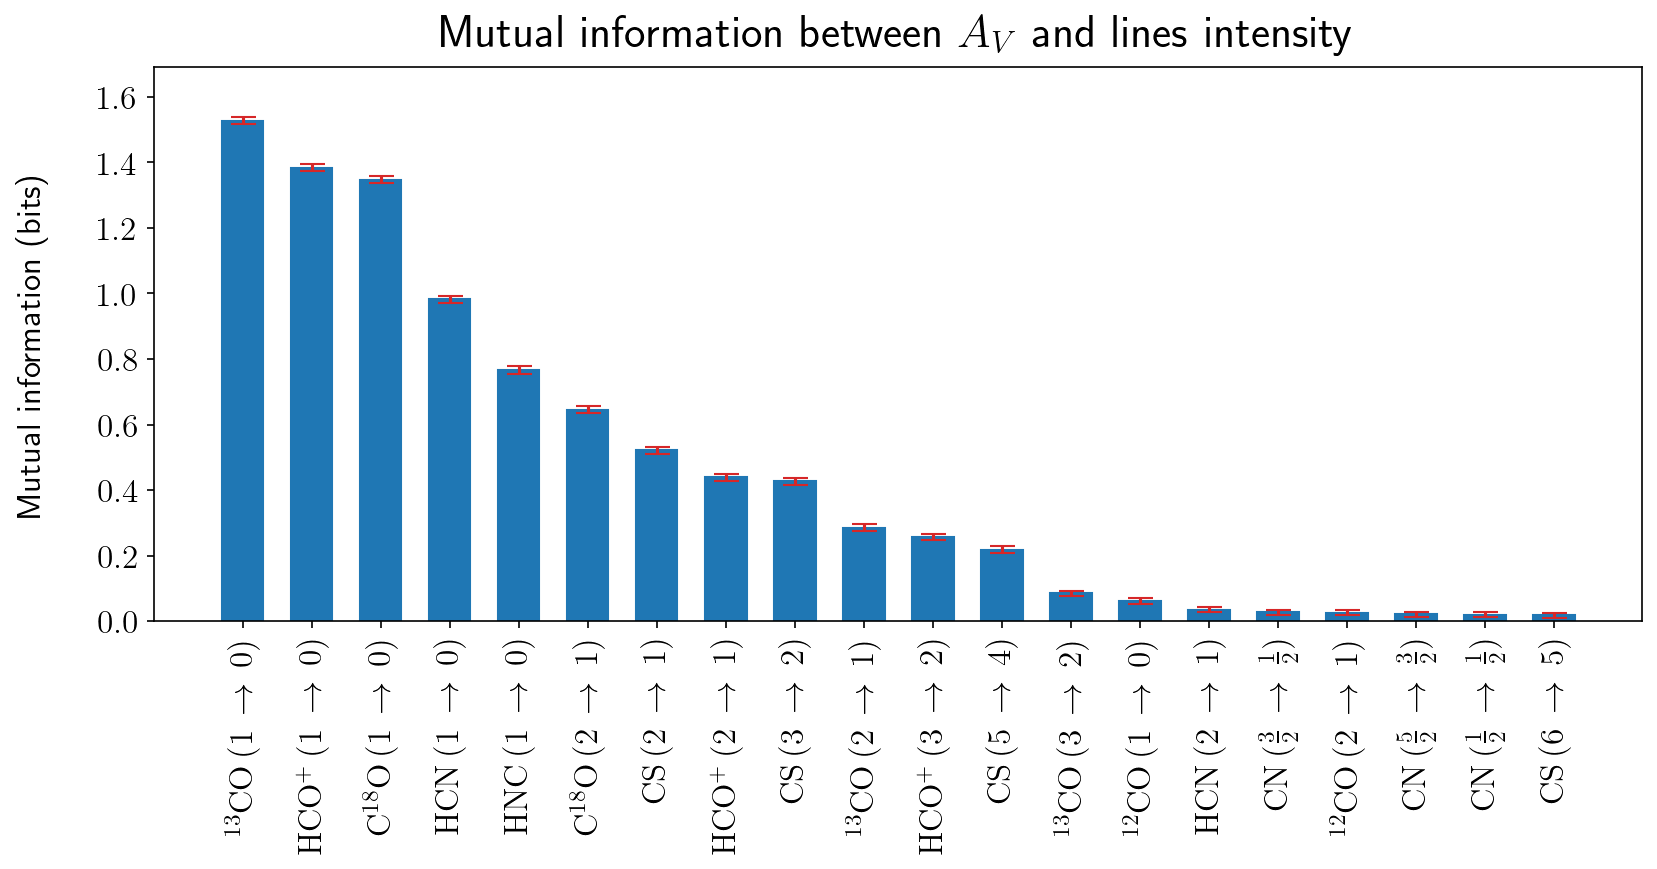 Mutual information between A_V and lines intensity
Mutual information (bits)
1.6
1.4
1.2
1.0
0.8
0.6
0.4
0.2
0.0
¹³CO (1 → 0)
HCO⁺ (1 → 0)
C¹⁸O (1 → 0)
HCN (1 → 0)
HNC (1 → 0)
C¹⁸O (2 → 1)
CS (2 → 1)
HCO⁺ (2 → 1)
CS (3 → 2)
¹³CO (2 → 1)
HCO⁺ (3 → 2)
CS (5 → 4)
¹³CO (3 → 2)
¹²CO (1 → 0)
HCN (2 → 1)
CN (3/2 → 1/2)
¹²CO (2 → 1)
CN (5/2 → 3/2)
CN (1/2 → 1/2)
CS (6 → 5)